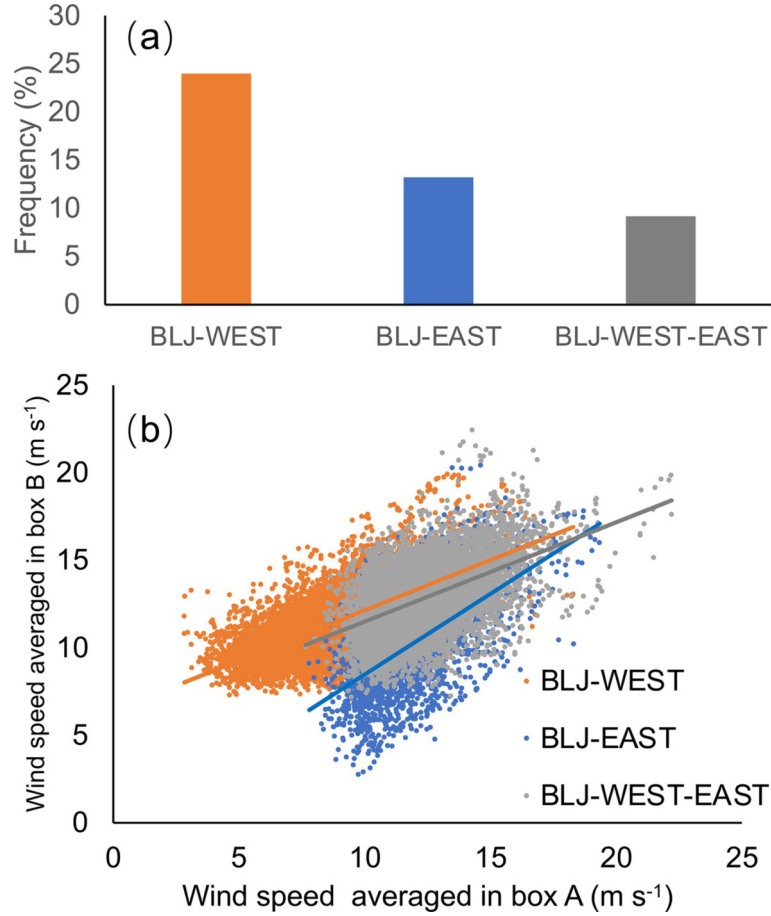 (a)
Frequency (%)
30
25
20
15
10
5
0
BLJ-WEST BLJ-EAST BLJ-WEST-EAST
(b)
Wind speed averaged in box B (m s⁻¹)
25
20
15
10
5
0
BLJ-WEST
BLJ-EAST
BLJ-WEST-EAST
0 5 10 15 20 25
Wind speed averaged in box A (m s⁻¹)